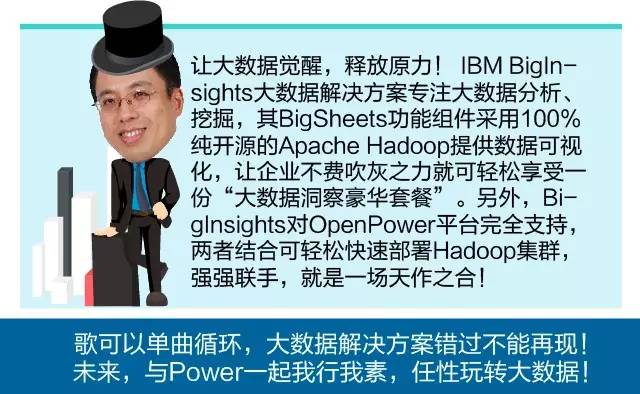 让大数据觉醒，释放原力！ IBM BigIn-
sights大数据解决方案专注大数据分析、
挖掘，其BigSheets功能组件采用100%
纯开源的Apache Hadoop提供数据可视
化，让企业不费吹灰之力就可轻松享受一
份“大数据洞察豪华套餐”。另外，Bi-
gInsights对OpenPower平台完全支持，
两者结合可轻松快速部署Hadoop集群，
强强联手，就是一场天作之合！
歌可以单曲循环，大数据解决方案错过不能再现！
未来，与Power一起我行我素，任性玩转大数据！